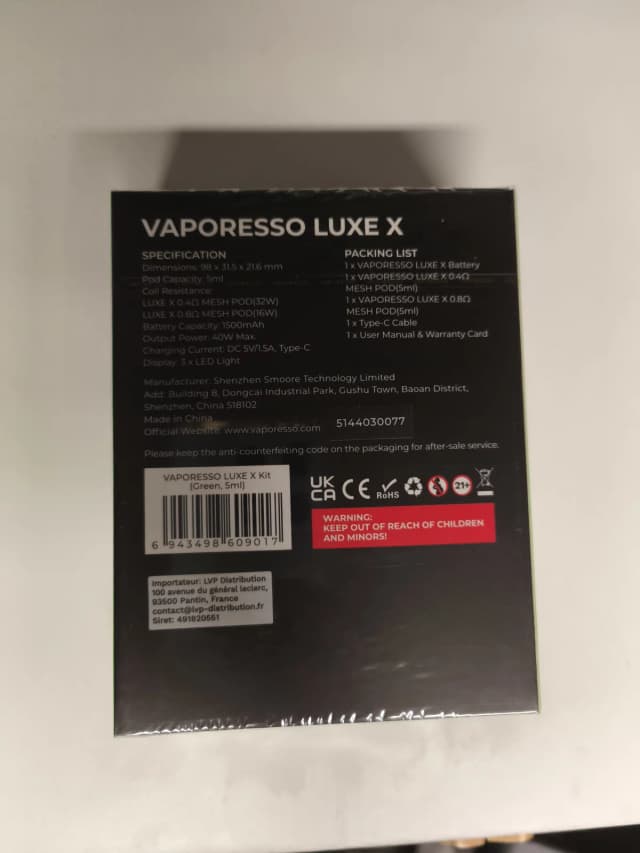 VAPORESSO LUXE X
SPECIFICATION
Dimensions: 98 x 31.5 x 21.6 mm
Pod Capacity: 5ml
Coil Resistance:
LUXE X 0.4Ω MESH POD(32W)
LUXE X 0.8Ω MESH POD(16W)
Battery Capacity: 1500mAh
Output Power: 40W Max.
Charging Current: DC 5V/1.5A, Type-C
Display: 3 x LED Light
PACKING LIST
1 x VAPORESSO LUXE X Battery
1 x VAPORESSO LUXE X 0.4Ω
MESH POD(5ml)
1 x VAPORESSO LUXE X 0.8Ω
MESH POD(5ml)
1 x Type-C Cable
1 x User Manual & Warranty Card
Manufacturer: Shenzhen Smoore Technology Limited
Add: Building 8, Dongcai Industrial Park, Gushu Town, Baoan District,
Shenzhen, China 518102
Made in China
Official Website: www.vaporesso.com
5144030077
Please keep the anti-counterfeiting code on the packaging for after-sale service.
VAPORESSO LUXE X Kit
(Green, 5ml)
6 943498 609017
UK
CA
CE
RoHS
21+
WARNING:
KEEP OUT OF REACH OF CHILDREN
AND MINORS!
Importateur: LVP Distribution
100 avenue du général leclerc,
93500 Pantin, France
contact@lvp-distribution.fr
Siret: 491820561